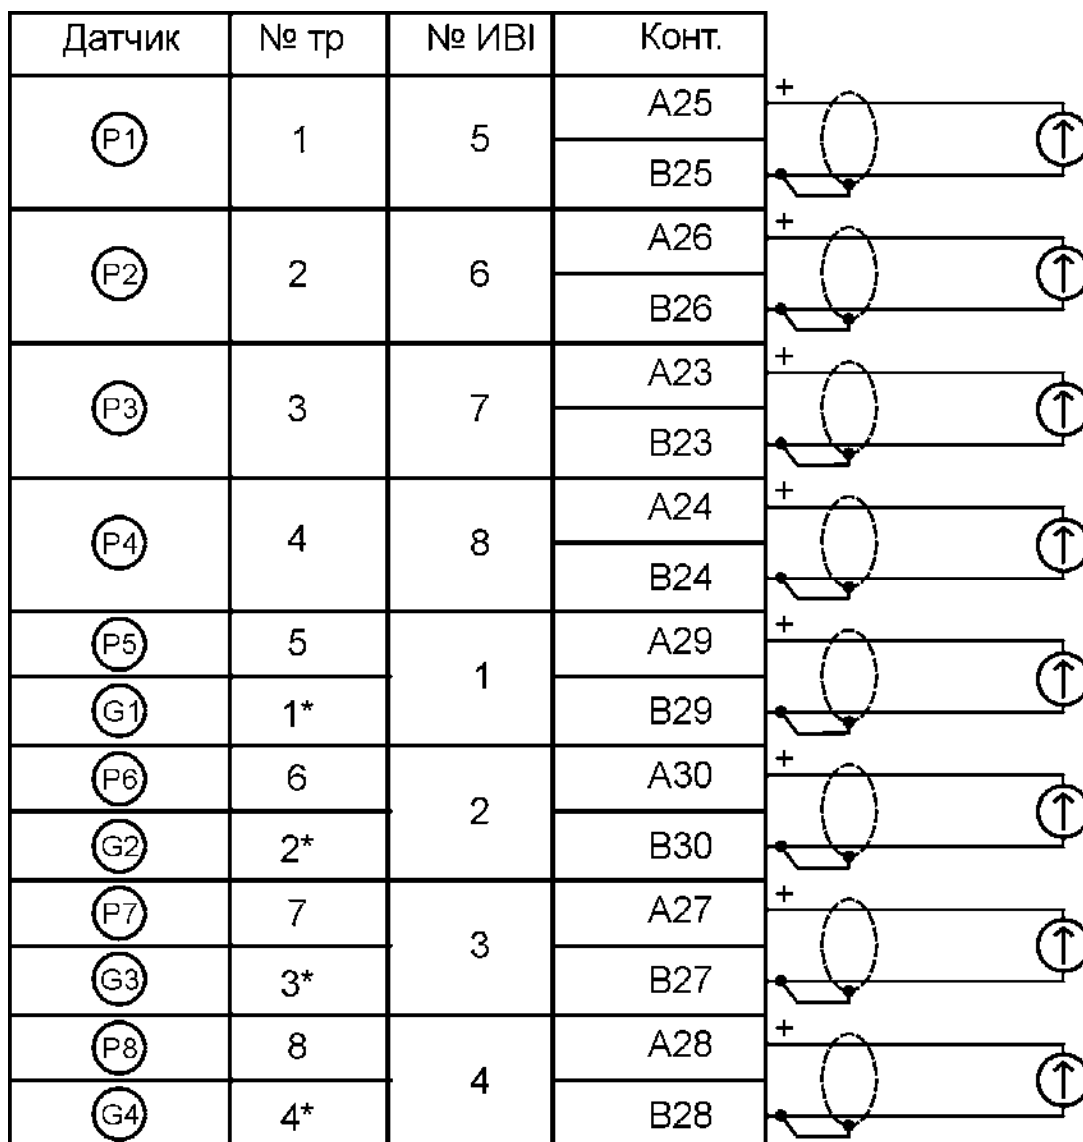 Датчик № тр № ИВІ Конт.
P1 1 5 A25 +
B25
P2 2 6 A26 +
B26
P3 3 7 A23 +
B23
P4 4 8 A24 +
B24
P5 5 1 A29 +
G1 1* B29
P6 6 2 A30 +
G2 2* B30
P7 7 3 A27 +
G3 3* B27
P8 8 4 A28 +
G4 4* B28